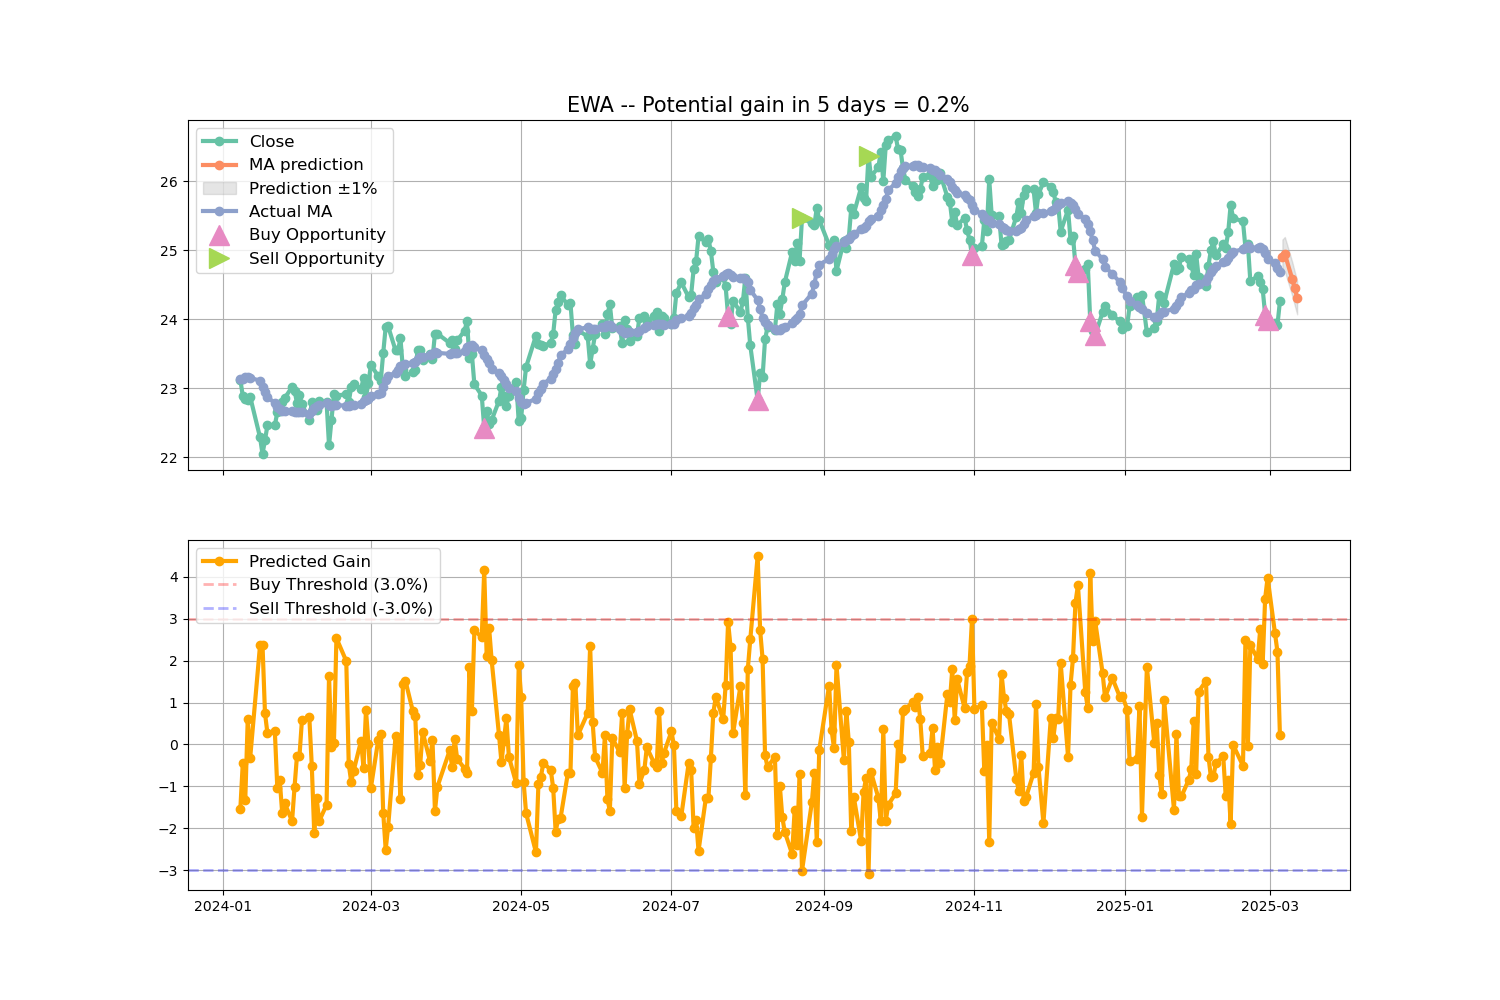 EWA -- Potential gain in 5 days = 0.2%
Close
MA prediction
Prediction ±1%
Actual MA
Buy Opportunity
Sell Opportunity
26
25
24
23
22
Predicted Gain
Buy Threshold (3.0%)
Sell Threshold (-3.0%)
4
3
2
1
0
−1
−2
−3
2024-01 2024-03 2024-05 2024-07 2024-09 2024-11 2025-01 2025-03